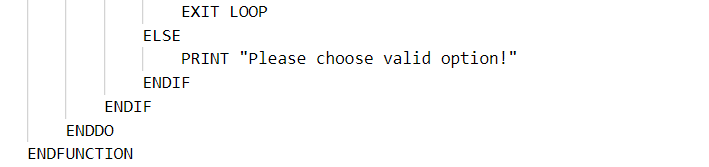 EXIT LOOP
ELSE
PRINT "Please choose valid option!"
ENDIF
ENDIF
ENDDO
ENDFUNCTION